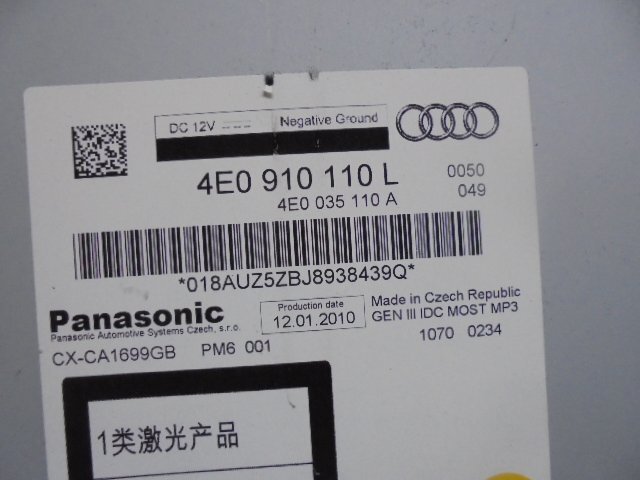 DC 12V --- Negative Ground
4E0 910 110 L
0050
4E0 035 110 A
049
*018AUZ5ZBJ8938439Q*
Panasonic
Panasonic Automotive Systems Czech, s.r.o.
Production date
12.01.2010
Made in Czech Republic
GEN III IDC MOST MP3
CX-CA1699GB PM6 001
1070 0234
1类激光产品